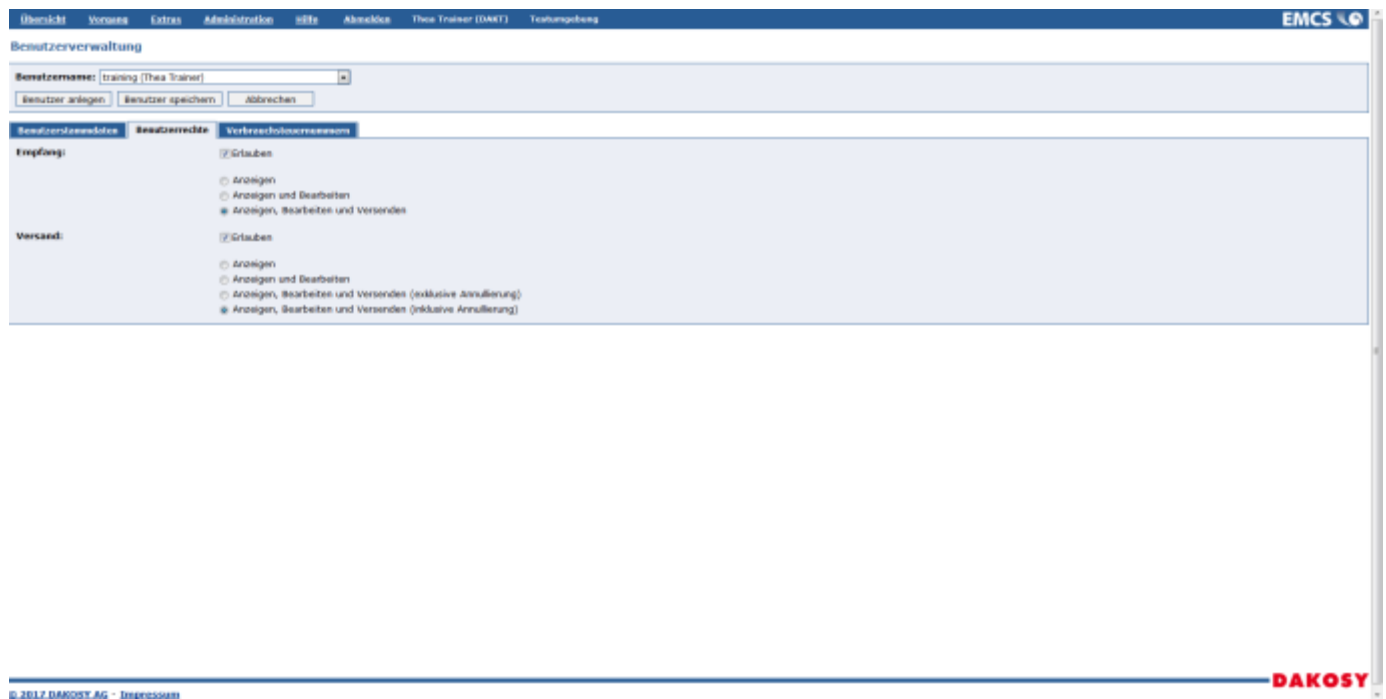 Übersicht Vorgang Extras Administration Hilfe Abmelden Thea Trainer (DAKT) Testumgebung EMCS
Benutzerverwaltung
Benutzername: training (Thea Trainer)
Benutzer anlegen Benutzer speichern Abbrechen
Benutzerstammdaten Benutzerrechte Verbrauchsteuernummern
Empfang: Erlauben
Anzeigen
Anzeigen und Bearbeiten
Anzeigen, Bearbeiten und Versenden
Versand: Erlauben
Anzeigen
Anzeigen und Bearbeiten
Anzeigen, Bearbeiten und Versenden (exklusive Annullierung)
Anzeigen, Bearbeiten und Versenden (inklusive Annullierung)
DAKOSY
© 2017 DAKOSY AG - Impressum